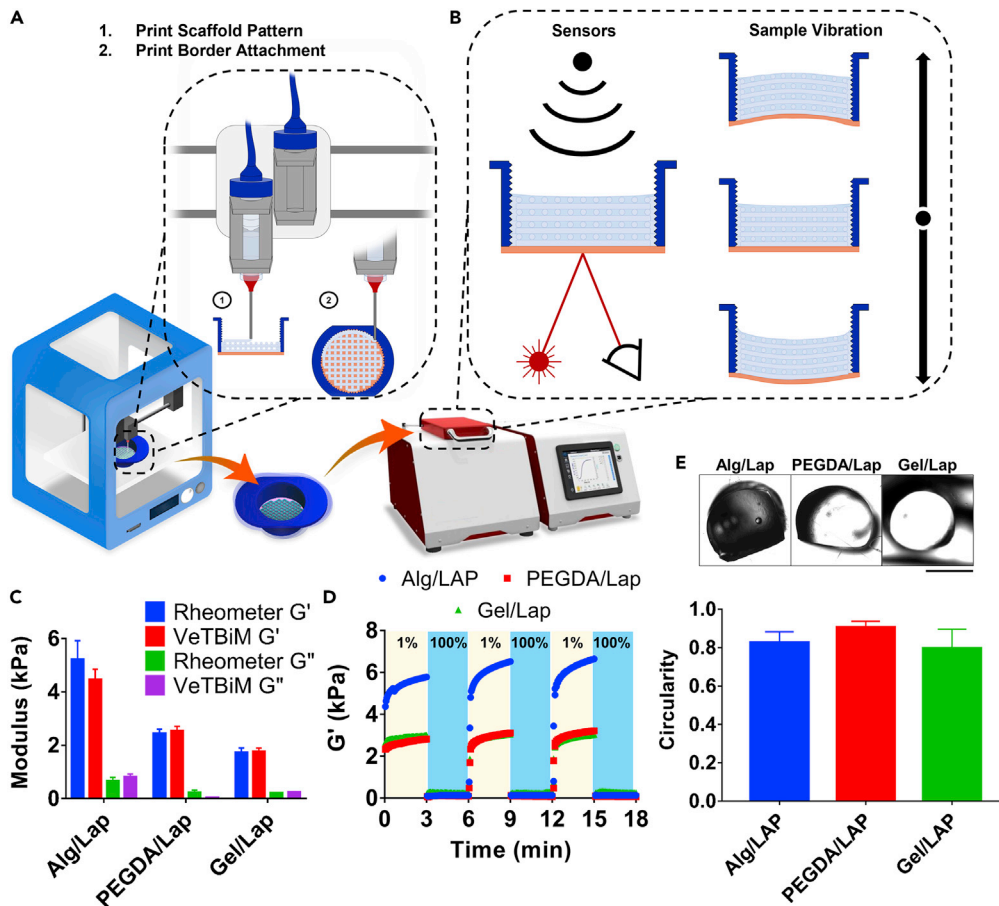 A
1. Print Scaffold Pattern
2. Print Border Attachment
1
2
B
Sensors
Sample Vibration
E
Alg/Lap PEGDA/Lap Gel/Lap
C
Modulus (kPa)
6
4
2
0
Rheometer G'
VeTBiM G'
Rheometer G"
VeTBiM G"
Alg/Lap
PEGDA/Lap
Gel/Lap
D
Alg/LAP PEGDA/Lap
Gel/Lap
G' (kPa)
8
6
4
2
0
1% 100% 1% 100% 1% 100%
0 3 6 9 12 15 18
Time (min)
Circularity
1.0
0.8
0.6
0.4
0.2
0.0
Alg/LAP
PEGDA/LAP
Gel/LAP